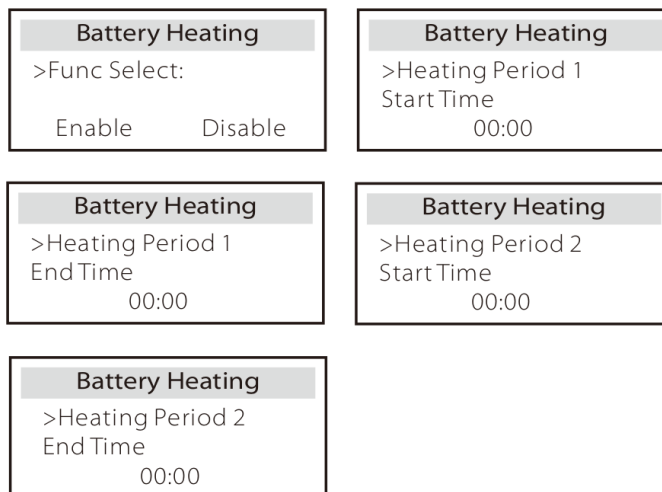 Battery Heating
>Func Select:
Enable Disable
Battery Heating
>Heating Period 1
Start Time
00:00
Battery Heating
>Heating Period 1
End Time
00:00
Battery Heating
>Heating Period 2
Start Time
00:00
Battery Heating
>Heating Period 2
End Time
00:00